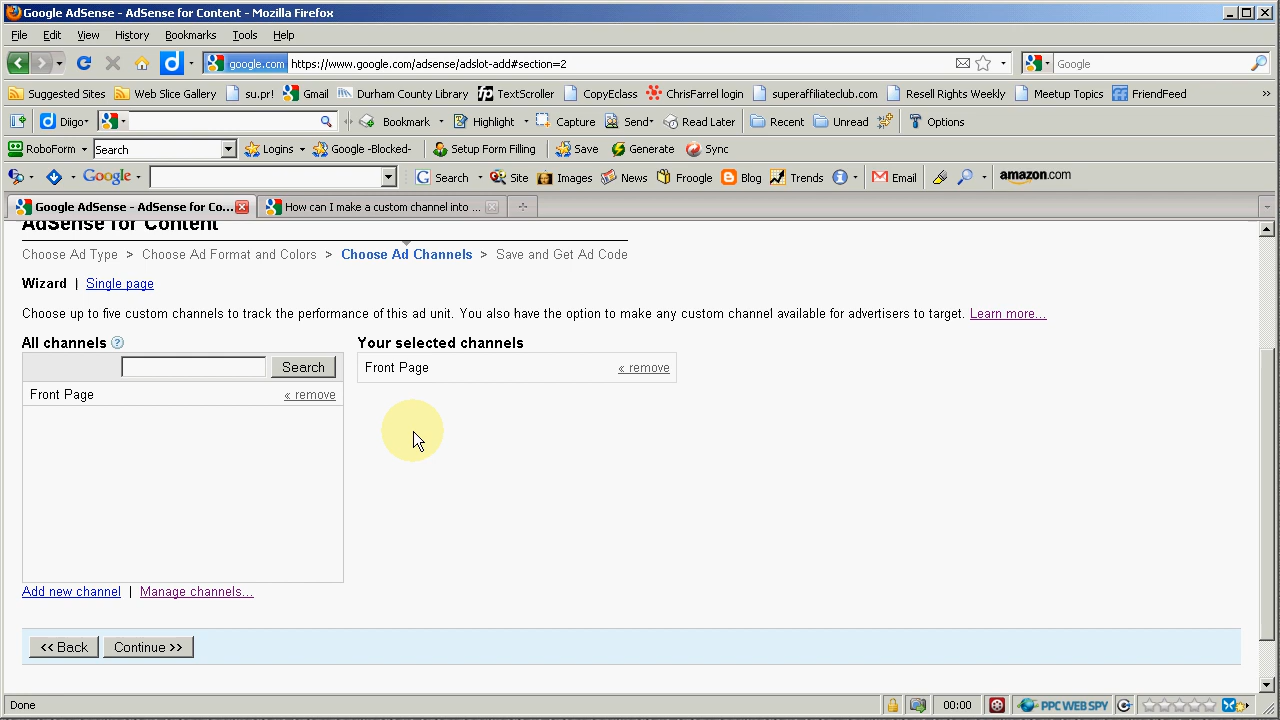 Google AdSense - AdSense for Content - Mozilla Firefox
File Edit View History Bookmarks Tools Help
google.com https://www.google.com/adsense/adslot-add#section=2 Google
Suggested Sites Web Slice Gallery su.pr! Gmail Durham County Library TextScroller CopyEclass ChrisFarrel login superaffiliateclub.com Resell Rights Weekly Meetup Topics FriendFeed »
Diigo Bookmark Highlight Capture Send Read Later Recent Unread Options
RoboForm Search Logins Google -Blocked- Setup Form Filling Save Generate Sync
Google Search Site Images News Froogle Blog Trends Email amazon.com
Google AdSense - AdSense for Co... How can I make a custom channel into ...
AdSense for Content
Choose Ad Type > Choose Ad Format and Colors > Choose Ad Channels > Save and Get Ad Code
Wizard | Single page
Choose up to five custom channels to track the performance of this ad unit. You also have the option to make any custom channel available for advertisers to target. Learn more...
All channels ? Your selected channels
Search Front Page « remove
Front Page « remove
Add new channel | Manage channels...
<< Back Continue >>
Done 00:00 PPC WEB SPY